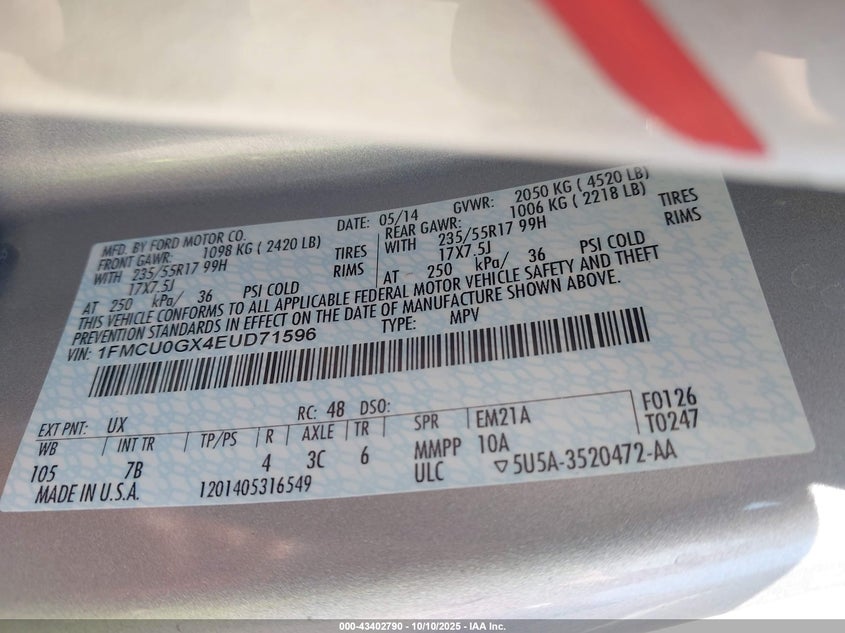 MFD. BY FORD MOTOR CO.
DATE: 05/14
GVWR: 2050 KG ( 4520 LB)
FRONT GAWR: 1098 KG ( 2420 LB)
WITH 235/55R17 99H TIRES
17X7.5J RIMS
AT 250 kPa/ 36 PSI COLD
REAR GAWR: 1006 KG ( 2218 LB)
WITH 235/55R17 99H TIRES
17X7.5J RIMS
AT 250 kPa/ 36 PSI COLD
THIS VEHICLE CONFORMS TO ALL APPLICABLE FEDERAL MOTOR VEHICLE SAFETY AND THEFT
PREVENTION STANDARDS IN EFFECT ON THE DATE OF MANUFACTURE SHOWN ABOVE.
VIN: 1FMCU0GX4EUD71596
TYPE: MPV
EXT PNT: UX RC: 48 DSO:
WB INT TR TP/PS R AXLE TR SPR EM21A F0126
105 7B 4 3C 6 MMPP 10A T0247
MADE IN U.S.A. 1201405316549 ULC ▽5U5A-3520472-AA
000-43402790 - 10/10/2025 - IAA Inc.